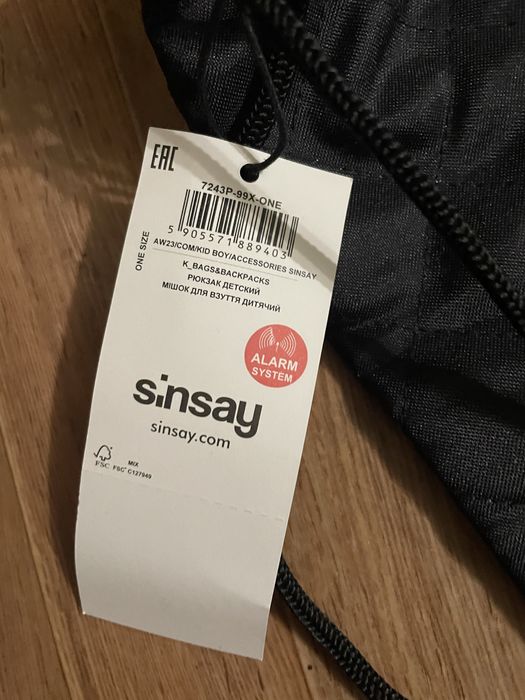 EAC
7243P-99X-ONE
5 905571 889403
ONE SIZE
AW23/COM/KID BOY/ACCESSORIES SINSAY
K_BAGS&BACKPACKS
РЮКЗАК ДЕТСКИЙ
МІШОК ДЛЯ ВЗУТТЯ ДИТЯЧИЙ
ALARM
SYSTEM
sinsay
sinsay.com
MIX
FSC FSC® C127949